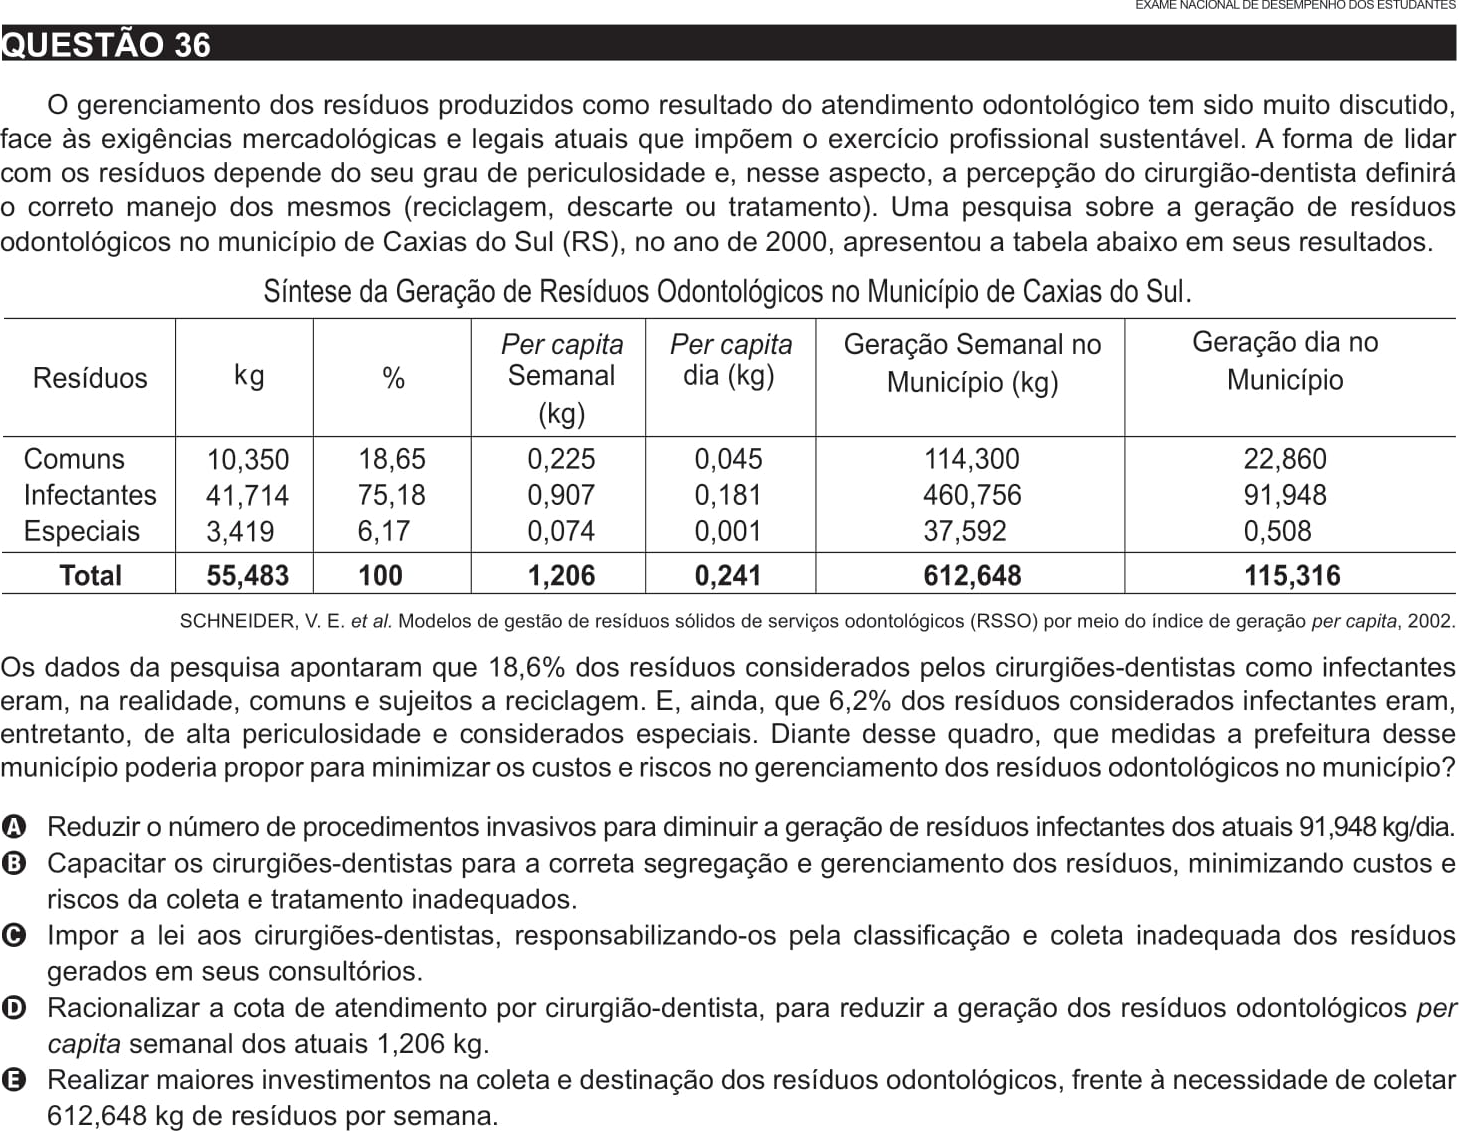 EXAME NACIONAL DE DESEMPENHO DOS ESTUDANTES
QUESTÃO 36
O gerenciamento dos resíduos produzidos como resultado do atendimento odontológico tem sido muito discutido,
face às exigências mercadológicas e legais atuais que impõem o exercício profissional sustentável. A forma de lidar
com os resíduos depende do seu grau de periculosidade e, nesse aspecto, a percepção do cirurgião-dentista definirá
o correto manejo dos mesmos (reciclagem, descarte ou tratamento). Uma pesquisa sobre a geração de resíduos
odontológicos no município de Caxias do Sul (RS), no ano de 2000, apresentou a tabela abaixo em seus resultados.
Síntese da Geração de Resíduos Odontológicos no Município de Caxias do Sul.
Resíduos kg % Per capita Semanal (kg) Per capita dia (kg) Geração Semanal no Município (kg) Geração dia no Município
Comuns 10,350 18,65 0,225 0,045 114,300 22,860
Infectantes 41,714 75,18 0,907 0,181 460,756 91,948
Especiais 3,419 6,17 0,074 0,001 37,592 0,508
Total 55,483 100 1,206 0,241 612,648 115,316
SCHNEIDER, V. E. et al. Modelos de gestão de resíduos sólidos de serviços odontológicos (RSSO) por meio do índice de geração per capita, 2002.
Os dados da pesquisa apontaram que 18,6% dos resíduos considerados pelos cirurgiões-dentistas como infectantes
eram, na realidade, comuns e sujeitos a reciclagem. E, ainda, que 6,2% dos resíduos considerados infectantes eram,
entretanto, de alta periculosidade e considerados especiais. Diante desse quadro, que medidas a prefeitura desse
município poderia propor para minimizar os custos e riscos no gerenciamento dos resíduos odontológicos no município?
A Reduzir o número de procedimentos invasivos para diminuir a geração de resíduos infectantes dos atuais 91,948 kg/dia.
B Capacitar os cirurgiões-dentistas para a correta segregação e gerenciamento dos resíduos, minimizando custos e
riscos da coleta e tratamento inadequados.
C Impor a lei aos cirurgiões-dentistas, responsabilizando-os pela classificação e coleta inadequada dos resíduos
gerados em seus consultórios.
D Racionalizar a cota de atendimento por cirurgião-dentista, para reduzir a geração dos resíduos odontológicos per
capita semanal dos atuais 1,206 kg.
E Realizar maiores investimentos na coleta e destinação dos resíduos odontológicos, frente à necessidade de coletar
612,648 kg de resíduos por semana.